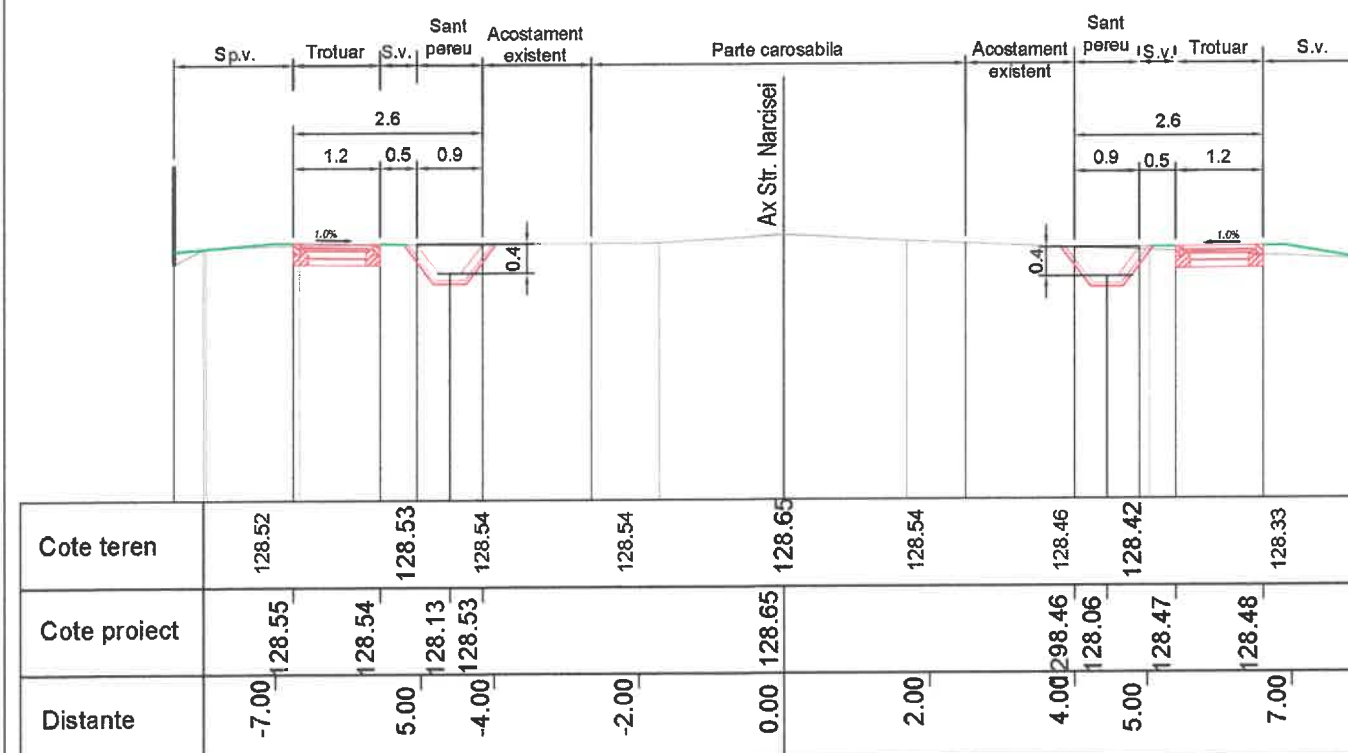 Sp.v.
Trotuar
S.v.
Sant
pereu
Acostament
existent
Parte carosabila
Acostament
existent
Sant
pereu
S.v.
Trotuar
S.v.
2.6
1.2
0.5
0.9
2.6
0.9
0.5
1.2
Ax Str. Narcisei
1.0%
0.4
0.4
1.0%
Cote teren
128.52
128.53
128.54
128.54
128.65
128.54
128.46
128.42
128.33
Cote proiect
128.55
128.54
128.13
128.53
128.65
1298.46
128.06
128.47
128.48
Distante
-7.00
5.00
-4.00
-2.00
0.00
2.00
4.00
5.00
7.00